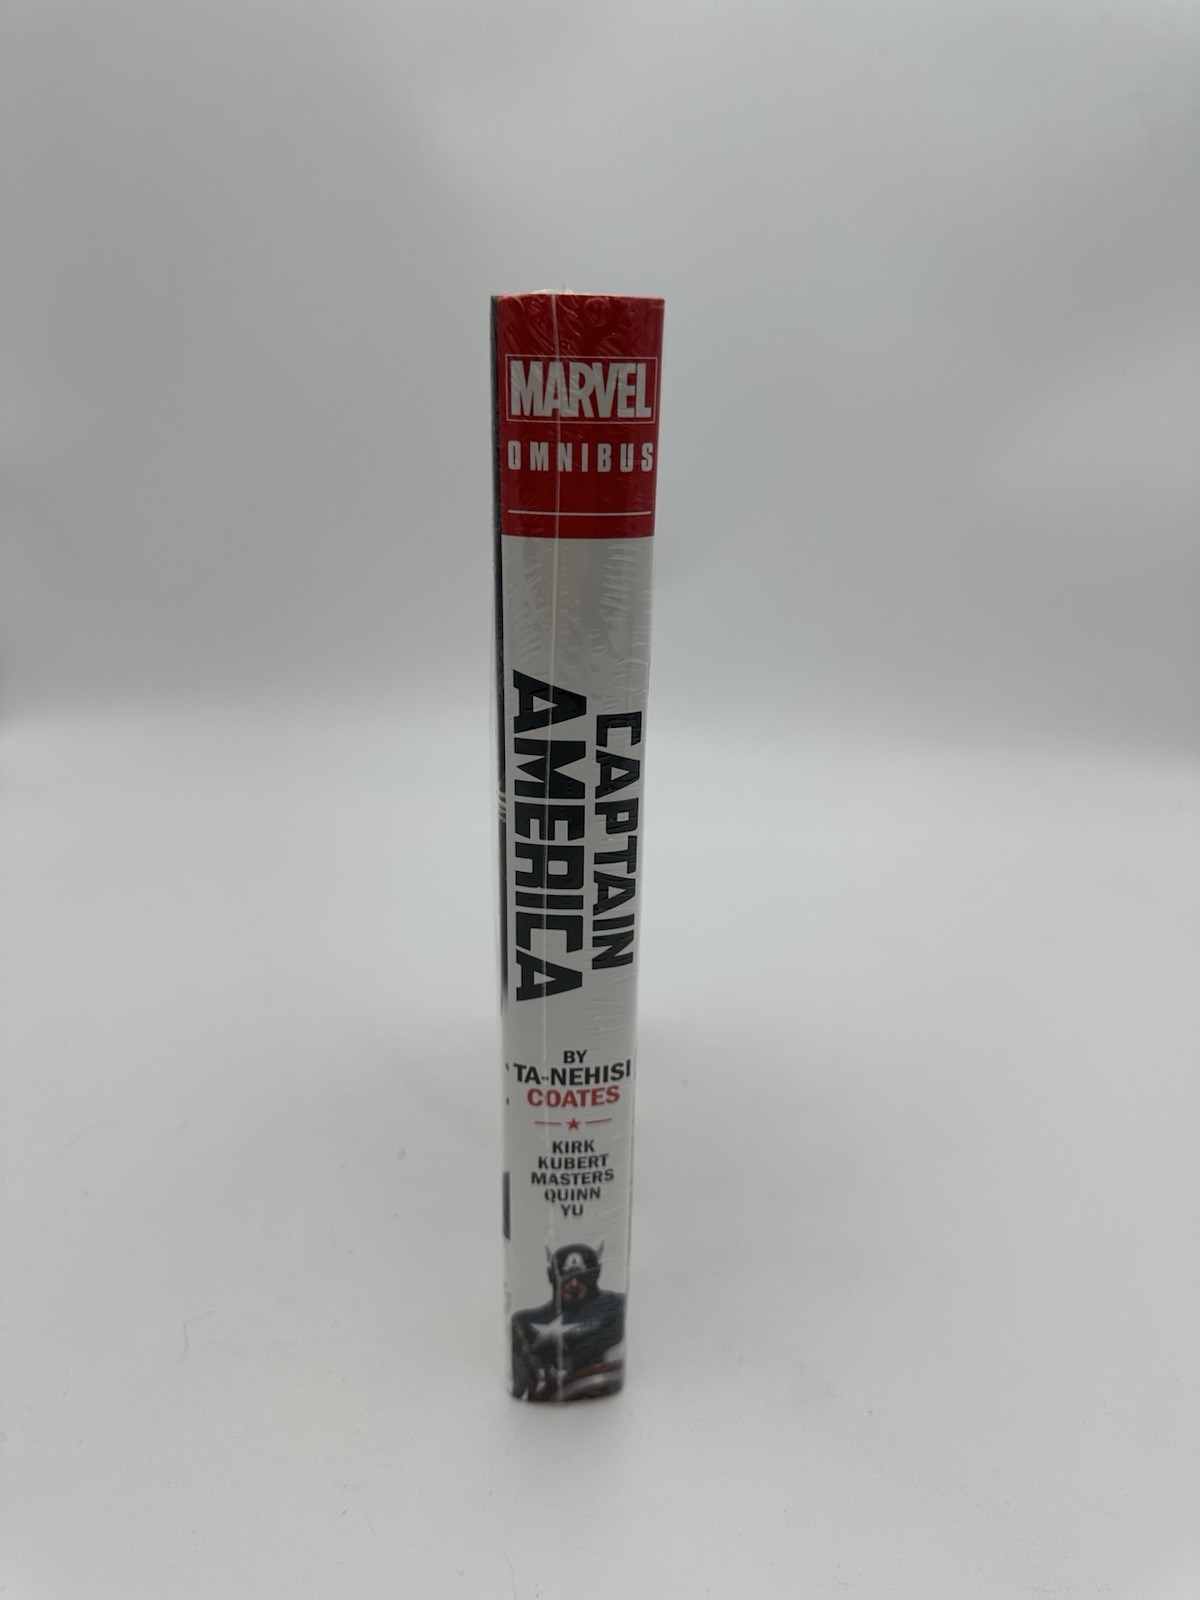 MARVEL
OMNIBUS
CAPTAIN
AMERICA
BY
TA-NEHISI
COATES
KIRK
KUBERT
MASTERS
QUINN
YU
A